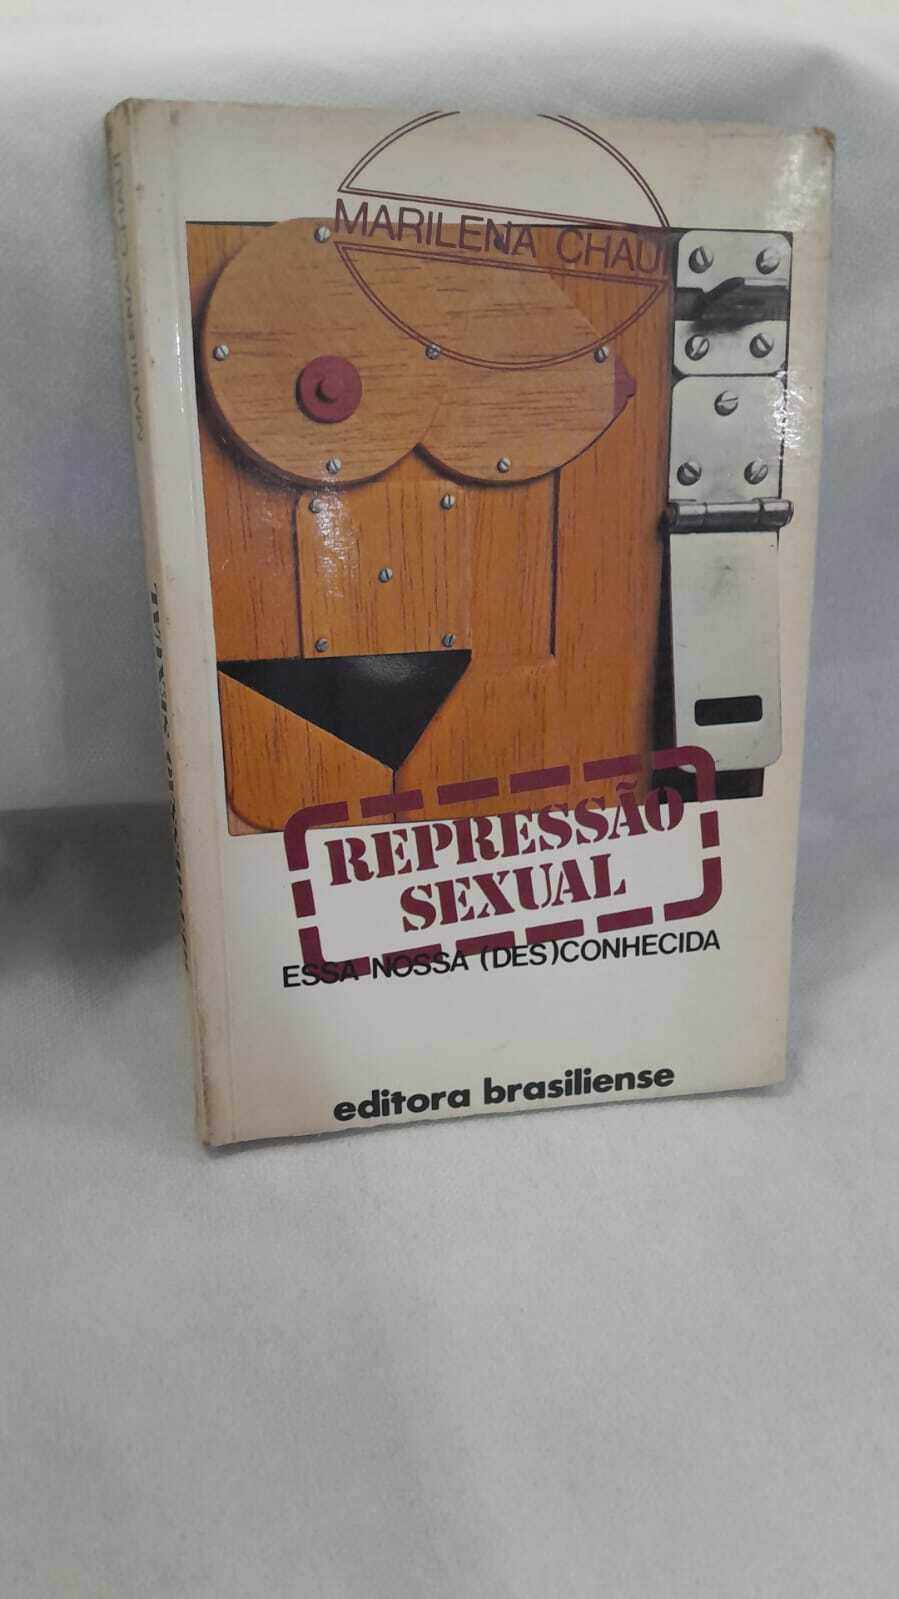 MARILENA CHAUI
REPRESSÃO
SEXUAL
ESSA NOSSA (DES)CONHECIDA
editora brasiliense
MARILENA CHAUI